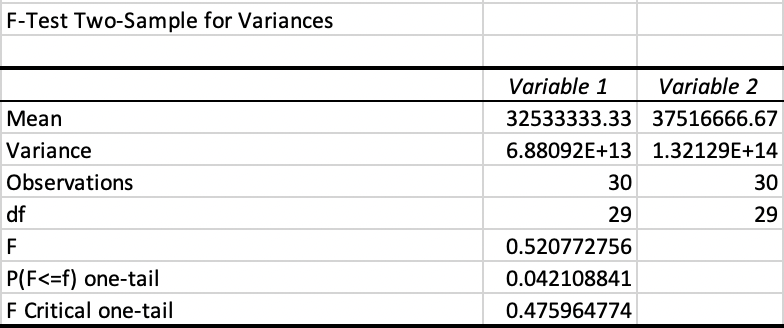 F-Test Two-Sample for Variances
Variable 1 Variable 2
Mean 32533333.33 37516666.67
Variance 6.88092E+13 1.32129E+14
Observations 30 30
df 29 29
F 0.520772756
P(F<=f) one-tail 0.042108841
F Critical one-tail 0.475964774